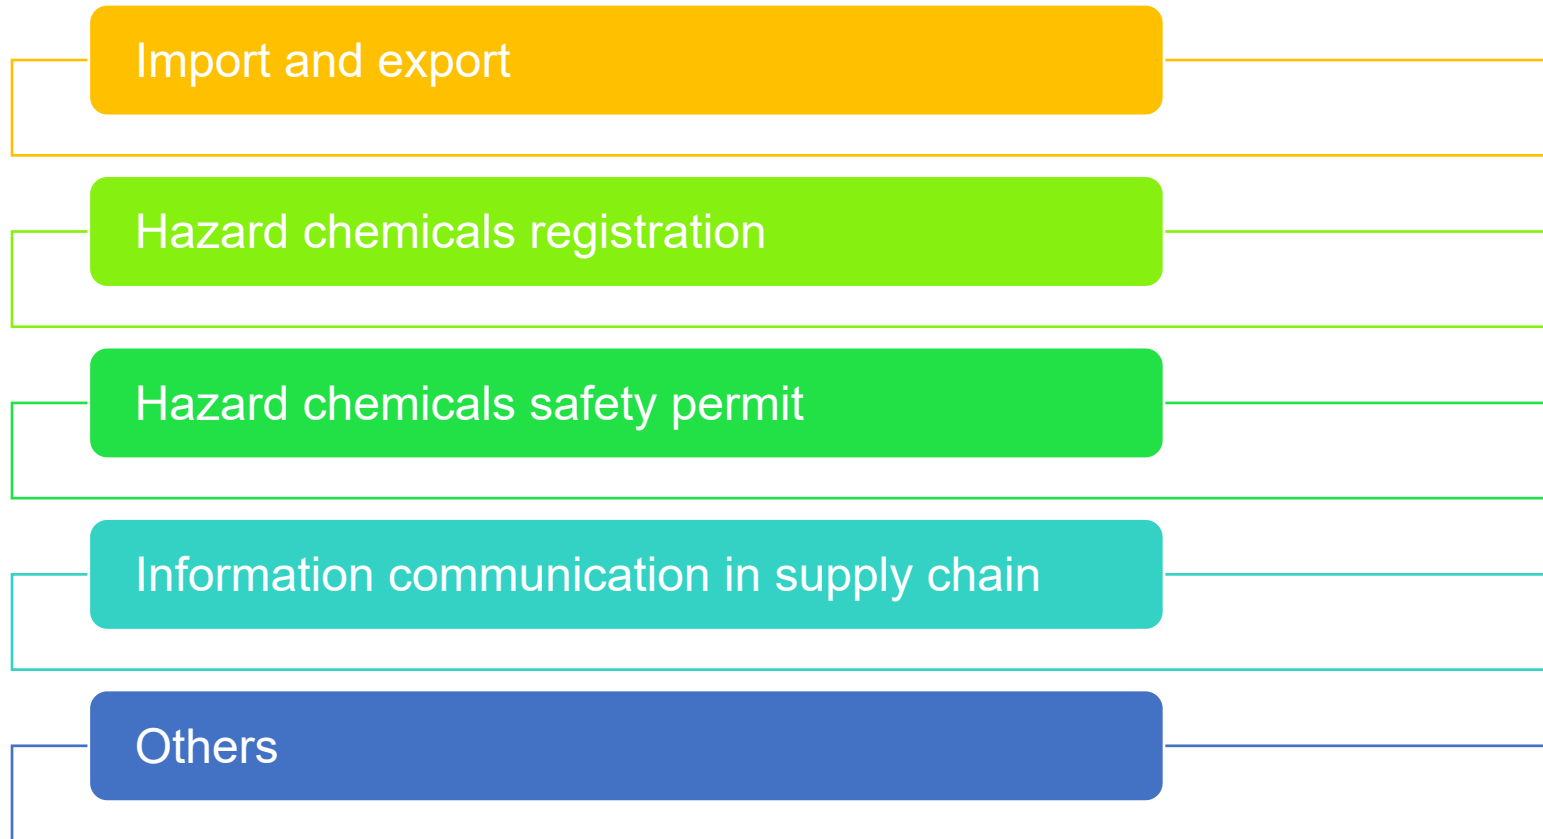 Import and export
Hazard chemicals registration
Hazard chemicals safety permit
Information communication in supply chain
Others